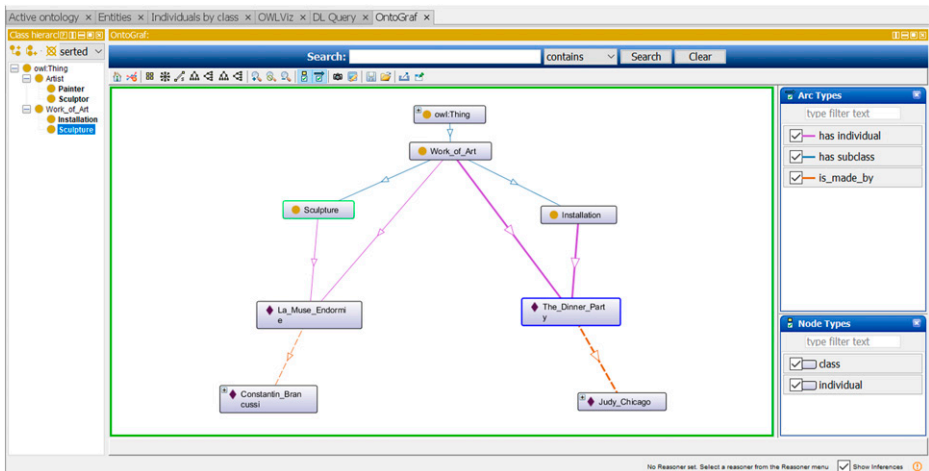 Active ontology × Entities × Individuals by class × OWLViz × DL Query × OntoGraf ×
Class hierarc
OntoGraf:
serted
Search: contains Search Clear
owl:Thing
Artist
Painter
Sculptor
Work_of_Art
Installation
Sculpture
owl:Thing
Work_of_Art
Sculpture
Installation
La_Muse_Endormi
e
The_Dinner_Part
y
Constantin_Bran
cussi
Judy_Chicago
Arc Types
type filter text
has individual
has subclass
is_made_by
Node Types
type filter text
class
individual
No Reasoner set. Select a reasoner from the Reasoner menu Show Inferences